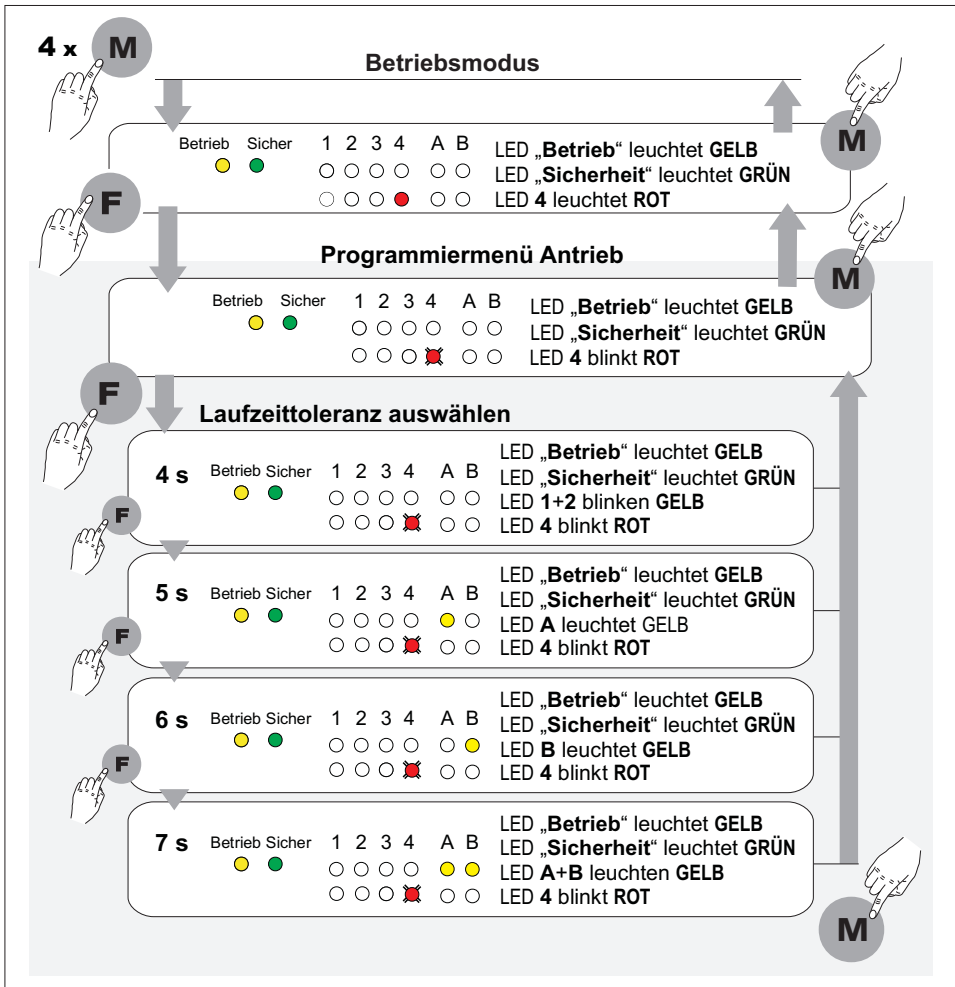 4 x M
Betriebsmodus
M
Betrieb Sicher 1 2 3 4 A B
LED „Betrieb“ leuchtet GELB
LED „Sicherheit“ leuchtet GRÜN
LED 4 leuchtet ROT
F
M
Programmiermenü Antrieb
Betrieb Sicher 1 2 3 4 A B
LED „Betrieb“ leuchtet GELB
LED „Sicherheit“ leuchtet GRÜN
LED 4 blinkt ROT
F
Laufzeittoleranz auswählen
4 s Betrieb Sicher 1 2 3 4 A B
LED „Betrieb“ leuchtet GELB
LED „Sicherheit“ leuchtet GRÜN
LED 1+2 blinken GELB
LED 4 blinkt ROT
F
5 s Betrieb Sicher 1 2 3 4 A B
LED „Betrieb“ leuchtet GELB
LED „Sicherheit“ leuchtet GRÜN
LED A leuchtet GELB
LED 4 blinkt ROT
F
6 s Betrieb Sicher 1 2 3 4 A B
LED „Betrieb“ leuchtet GELB
LED „Sicherheit“ leuchtet GRÜN
LED B leuchtet GELB
LED 4 blinkt ROT
F
7 s Betrieb Sicher 1 2 3 4 A B
LED „Betrieb“ leuchtet GELB
LED „Sicherheit“ leuchtet GRÜN
LED A+B leuchten GELB
LED 4 blinkt ROT
M